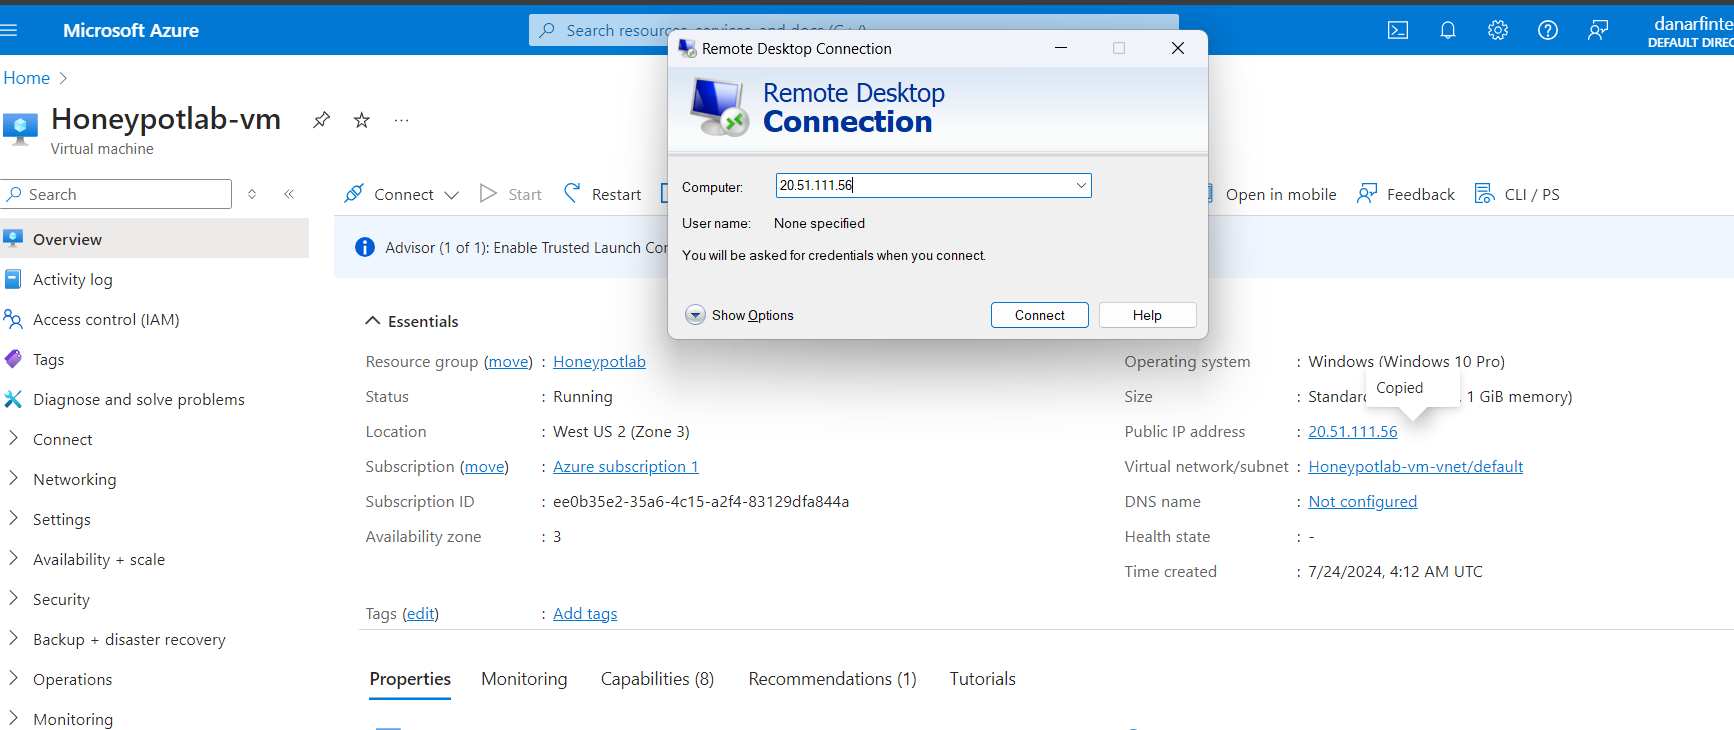 Microsoft Azure
Search resources, services, and docs (G+/)
danarfinte
DEFAULT DIREC
Home
Honeypotlab-vm
Virtual machine
Search
Connect
Start
Restart
Open in mobile
Feedback
CLI / PS
Remote Desktop Connection
Remote Desktop
Connection
Computer:
20.51.111.56
User name:
None specified
You will be asked for credentials when you connect.
Show Options
Connect
Help
Overview
Activity log
Access control (IAM)
Tags
Diagnose and solve problems
Connect
Networking
Settings
Availability + scale
Security
Backup + disaster recovery
Operations
Monitoring
Advisor (1 of 1): Enable Trusted Launch
Essentials
Resource group (move) : Honeypotlab
Status : Running
Location : West US 2 (Zone 3)
Subscription (move) : Azure subscription 1
Subscription ID : ee0b35e2-35a6-4c15-a2f4-83129dfa844a
Availability zone : 3
Operating system : Windows (Windows 10 Pro)
Copied
Size : Standard 1 GiB memory)
Public IP address : 20.51.111.56
Virtual network/subnet : Honeypotlab-vm-vnet/default
DNS name : Not configured
Health state : -
Time created : 7/24/2024, 4:12 AM UTC
Tags (edit) : Add tags
Properties
Monitoring
Capabilities (8)
Recommendations (1)
Tutorials